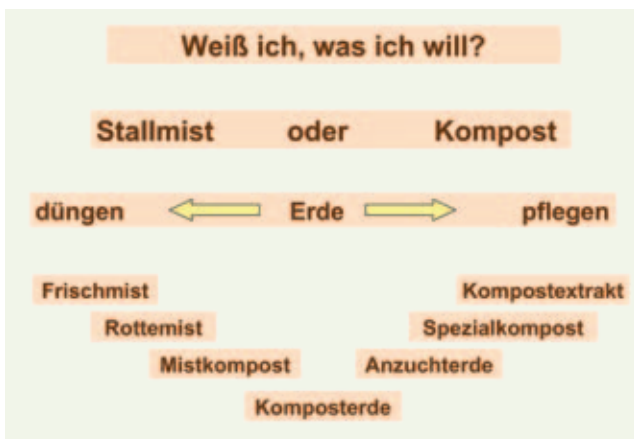 Weiß ich, was ich will?
Stallmist oder Kompost
düngen Erde pflegen
Frischmist Kompostextrakt
Rottemist Spezialkompost
Mistkompost Anzuchterde
Komposterde